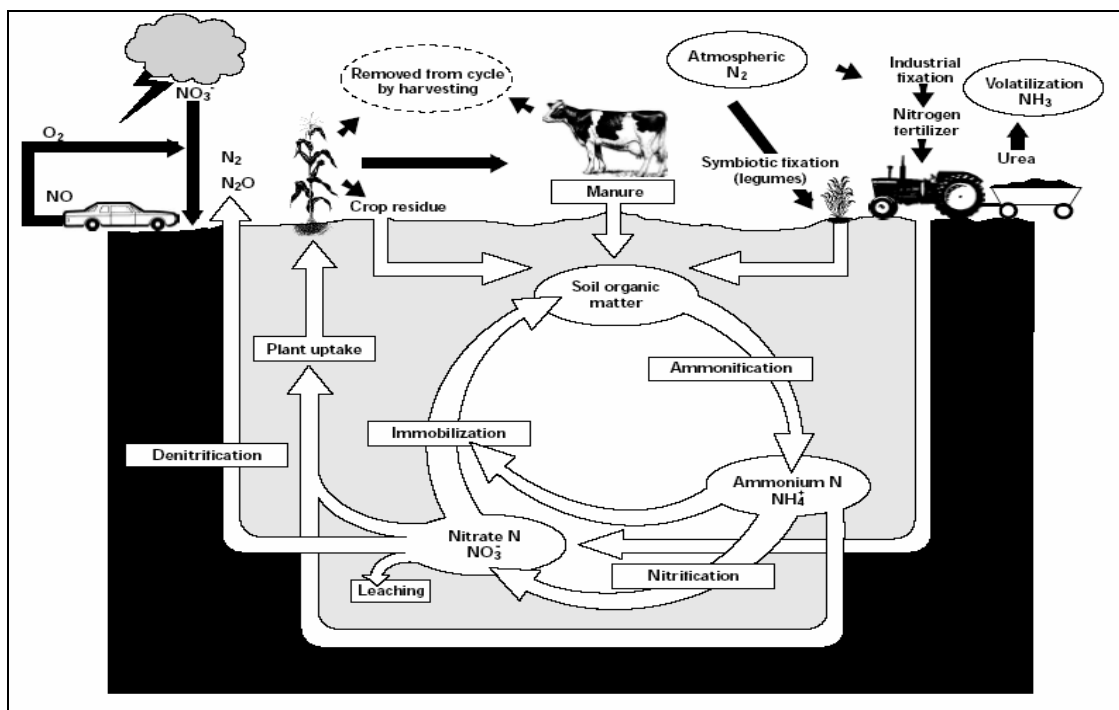 NO₃⁻
O₂
NO
N₂
N₂O
Removed from cycle
by harvesting
Crop residue
Manure
Atmospheric
N₂
Symbiotic fixation
(legumes)
Industrial
fixation
Nitrogen
fertilizer
Volatilization
NH₃
Urea
Soil organic
matter
Plant uptake
Ammonification
Immobilization
Denitrification
Ammonium N
NH₄⁺
Nitrate N
NO₃⁻
Nitrification
Leaching